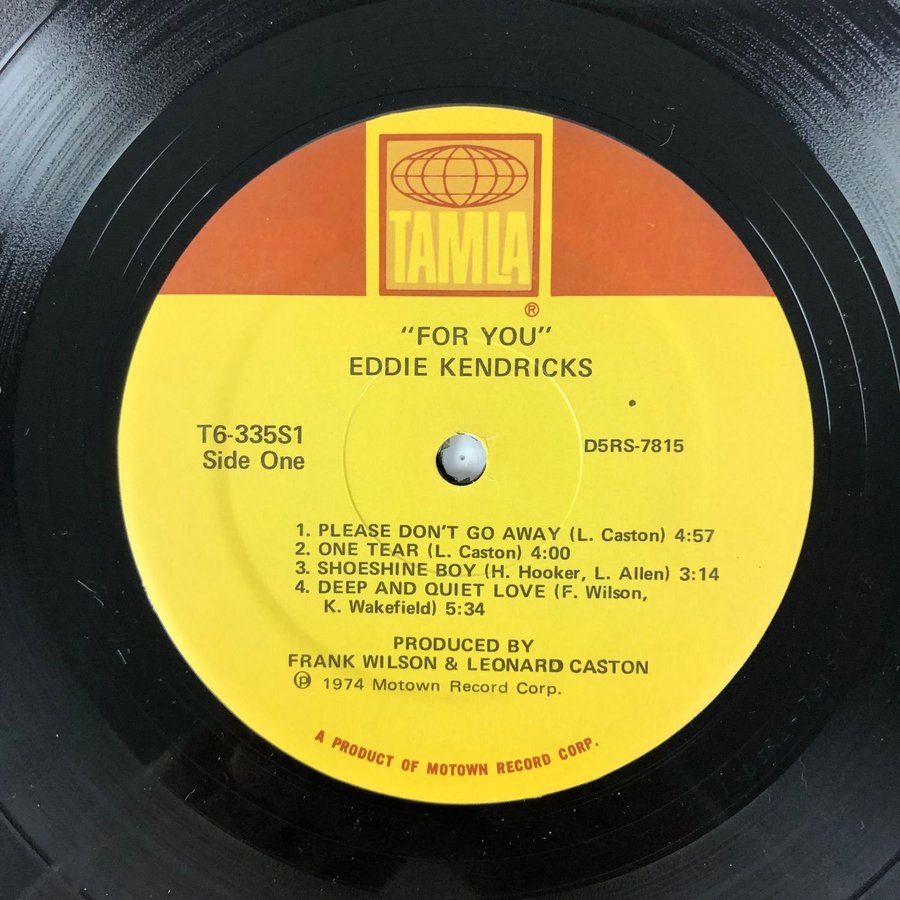 TAMLA
®
"FOR YOU"
EDDIE KENDRICKS
T6-335S1
Side One
D5RS-7815
1. PLEASE DON'T GO AWAY (L. Caston) 4:57
2. ONE TEAR (L. Caston) 4:00
3. SHOESHINE BOY (H. Hooker, L. Allen) 3:14
4. DEEP AND QUIET LOVE (F. Wilson,
K. Wakefield) 5:34
PRODUCED BY
FRANK WILSON & LEONARD CASTON
℗ 1974 Motown Record Corp.
A PRODUCT OF MOTOWN RECORD CORP.